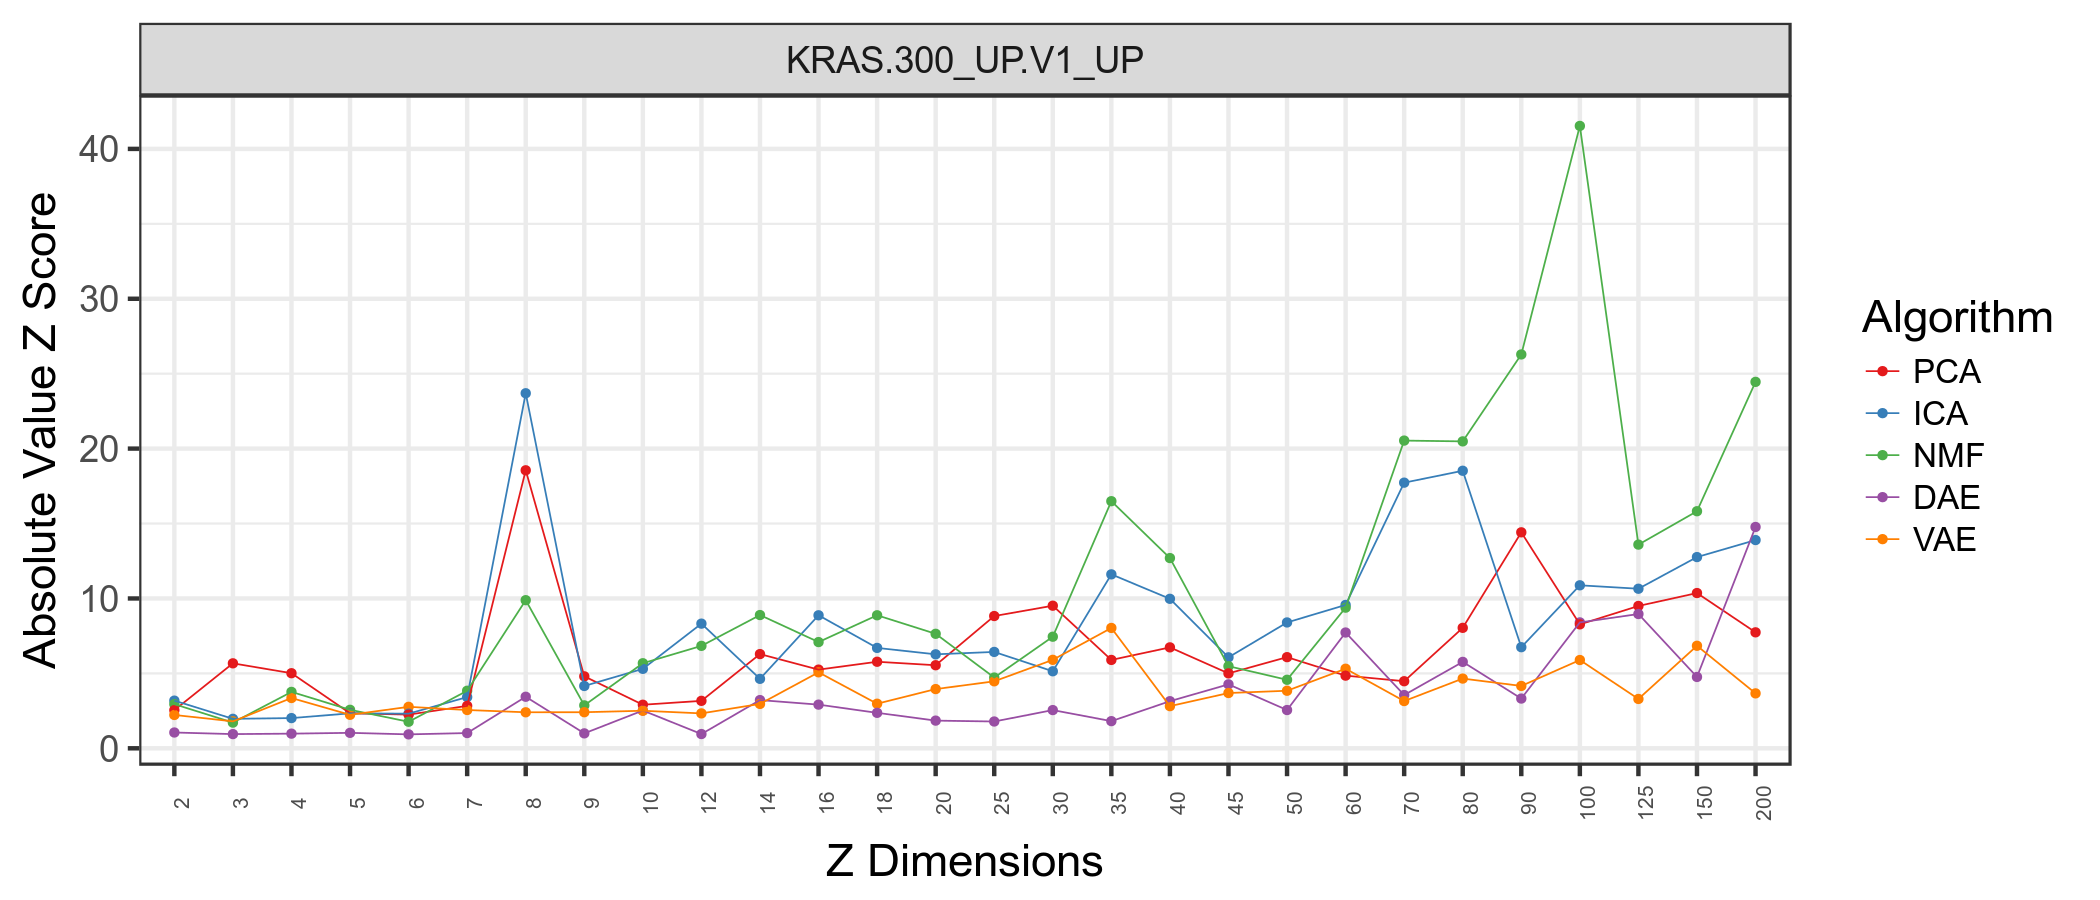 KRAS.300_UP.V1_UP
Absolute Value Z Score
40
30
20
10
0
2 3 4 5 6 7 8 9 10 12 14 16 18 20 25 30 35 40 45 50 60 70 80 90 100 125 150 200
Z Dimensions
Algorithm
PCA
ICA
NMF
DAE
VAE